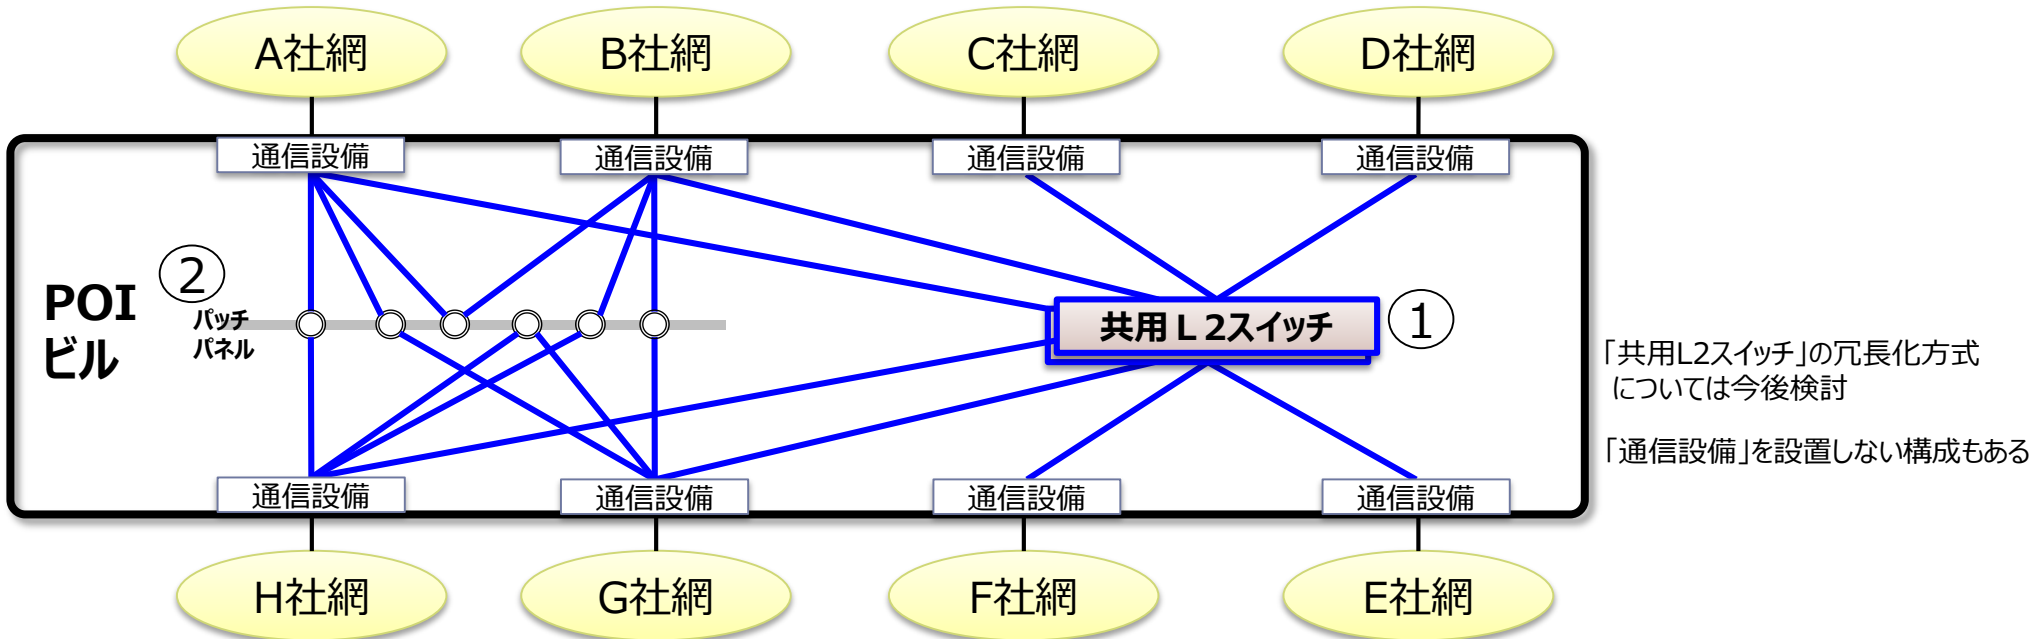 A社網
B社網
C社網
D社網
通信設備
通信設備
通信設備
通信設備
②
POI
ビル
パッチ
パネル
共用L2スイッチ
①
「共用L2スイッチ」の冗長化方式
については今後検討
「通信設備」を設置しない構成もある
通信設備
通信設備
通信設備
通信設備
H社網
G社網
F社網
E社網